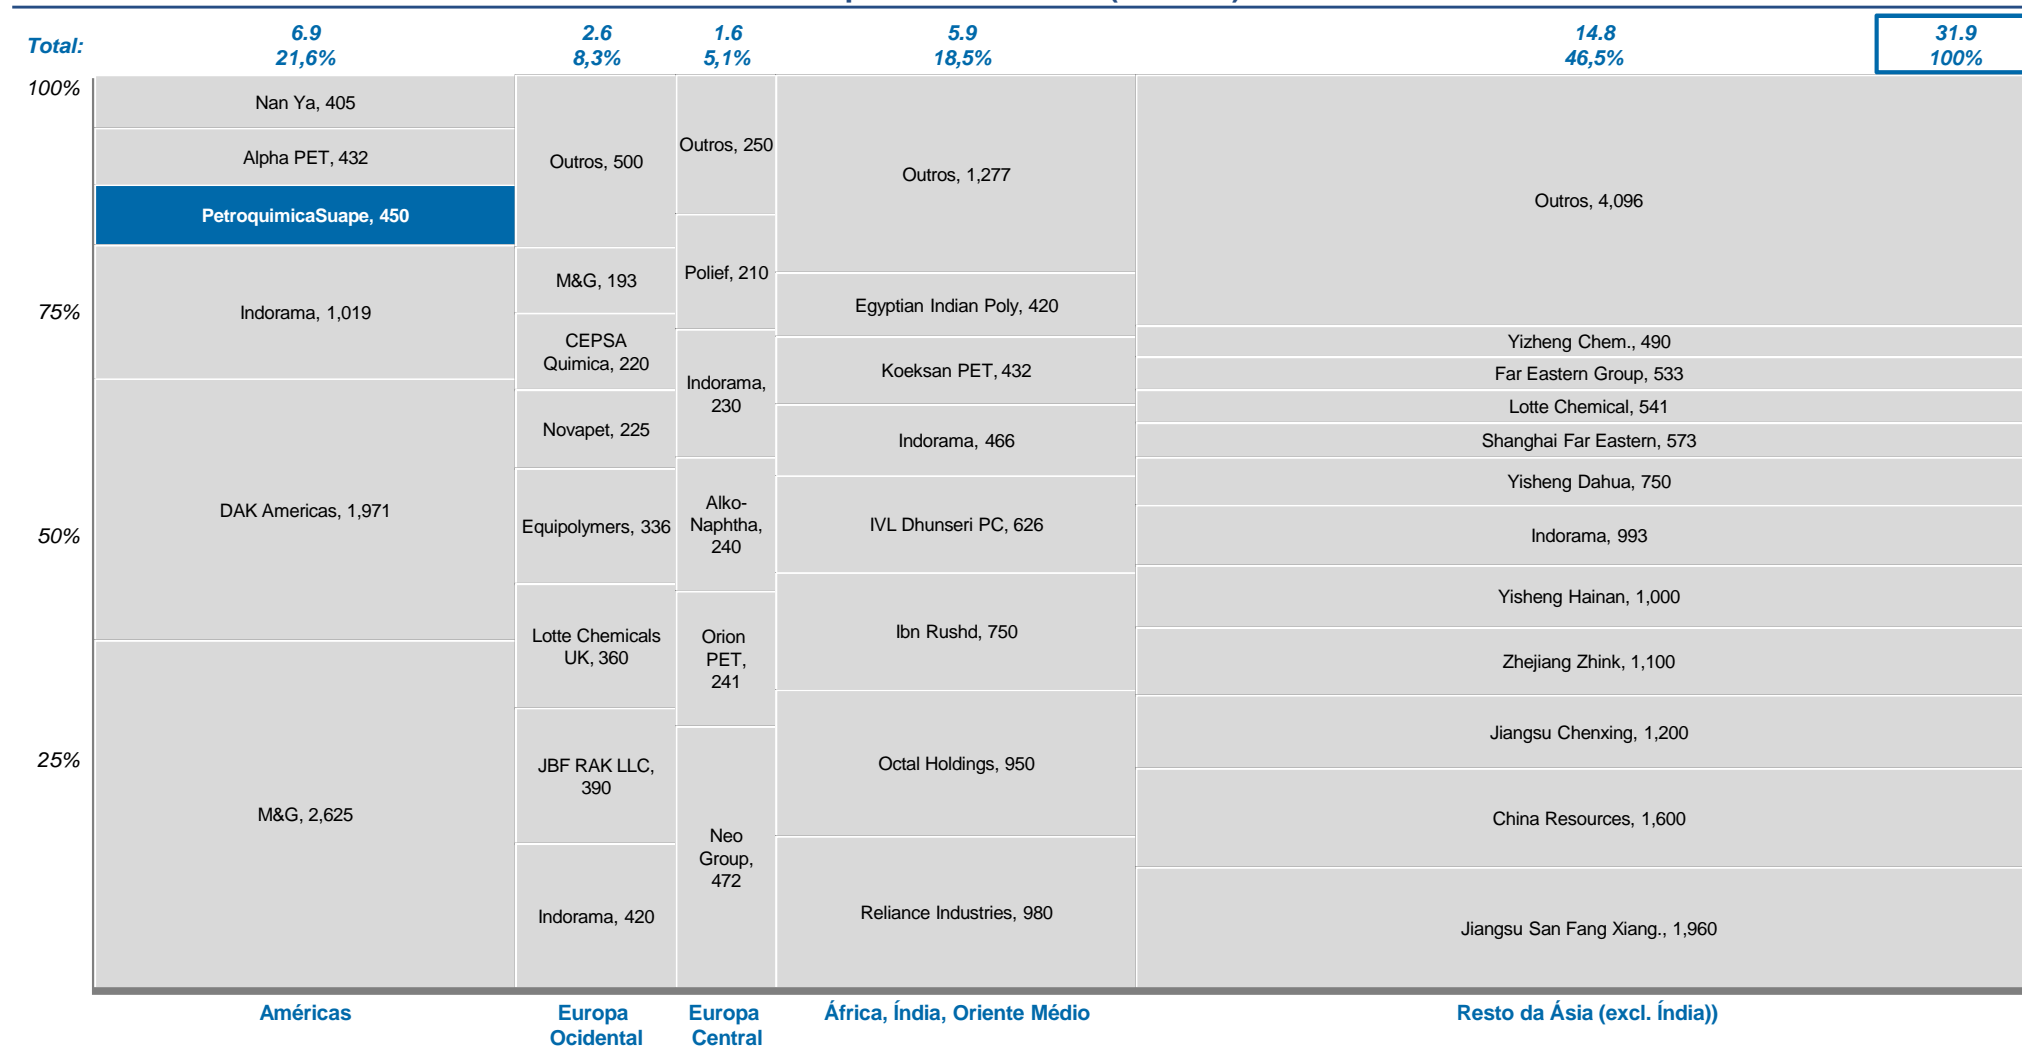 Total:
6.9
21,6%
2.6
8,3%
1.6
5,1%
5.9
18,5%
14.8
46,5%
31.9
100%
100%
75%
50%
25%
Nan Ya, 405
Alpha PET, 432
PetroquimicaSuape, 450
Indorama, 1,019
DAK Americas, 1,971
M&G, 2,625
Outros, 500
M&G, 193
CEPSA
Quimica, 220
Novapet, 225
Equipolymers, 336
Lotte Chemicals
UK, 360
JBF RAK LLC,
390
Indorama, 420
Outros, 250
Polief, 210
Indorama,
230
Alko-
Naphtha,
240
Orion
PET,
241
Neo
Group,
472
Outros, 1,277
Egyptian Indian Poly, 420
Koeksan PET, 432
Indorama, 466
IVL Dhunseri PC, 626
Ibn Rushd, 750
Octal Holdings, 950
Reliance Industries, 980
Outros, 4,096
Yizheng Chem., 490
Far Eastern Group, 533
Lotte Chemical, 541
Shanghai Far Eastern, 573
Yisheng Dahua, 750
Indorama, 993
Yisheng Hainan, 1,000
Zhejiang Zhink, 1,100
Jiangsu Chenxing, 1,200
China Resources, 1,600
Jiangsu San Fang Xiang., 1,960
Américas
Europa
Ocidental
Europa
Central
África, Índia, Oriente Médio
Resto da Ásia (excl. Índia))